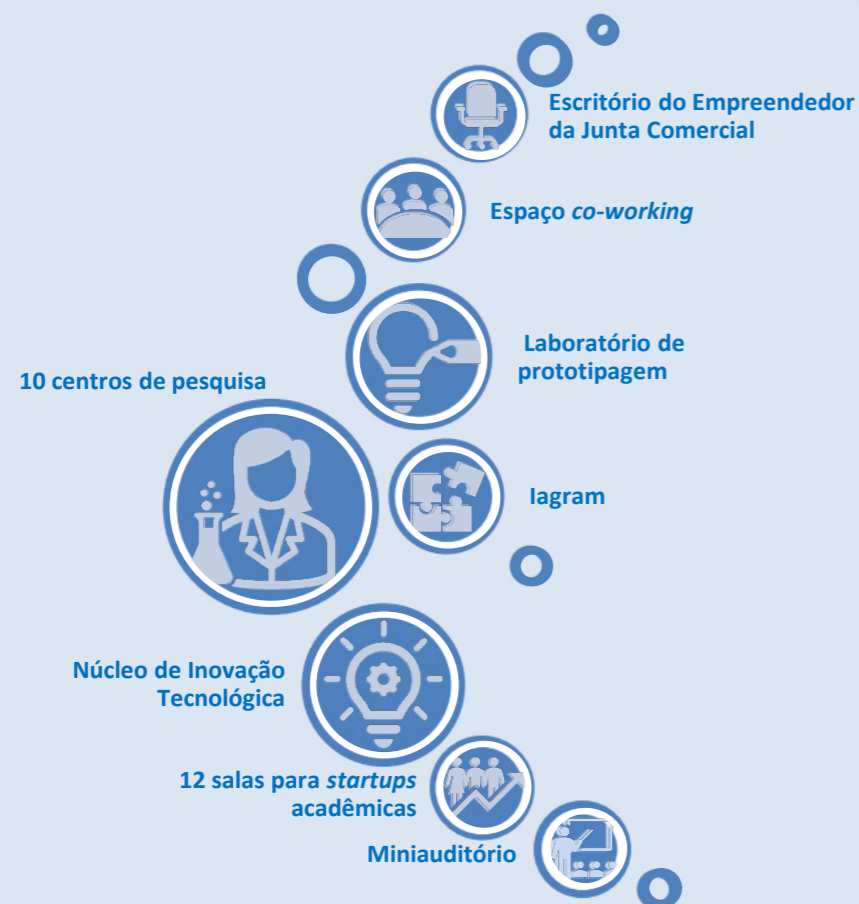 Escritório do Empreendedor
da Junta Comercial
Espaço co-working
Laboratório de
prototipagem
10 centros de pesquisa
Iagram
Núcleo de Inovação
Tecnológica
12 salas para startups
acadêmicas
Miniauditório